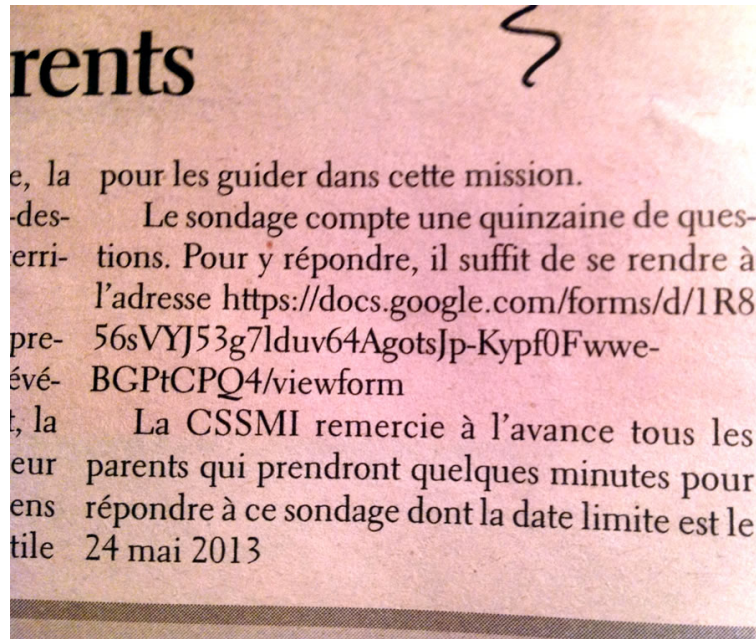 rents
e, la
-des-
erri-
pre-
évé-
t, la
eur
ens
tile
pour les guider dans cette mission.
Le sondage compte une quinzaine de ques-
tions. Pour y répondre, il suffit de se rendre à
l'adresse https://docs.google.com/forms/d/1R8
56sVYJ53g7lduv64AgotsJp-Kypf0Fwwe-
BGPtCPQ4/viewform
La CSSMI remercie à l'avance tous les
parents qui prendront quelques minutes pour
répondre à ce sondage dont la date limite est le
24 mai 2013